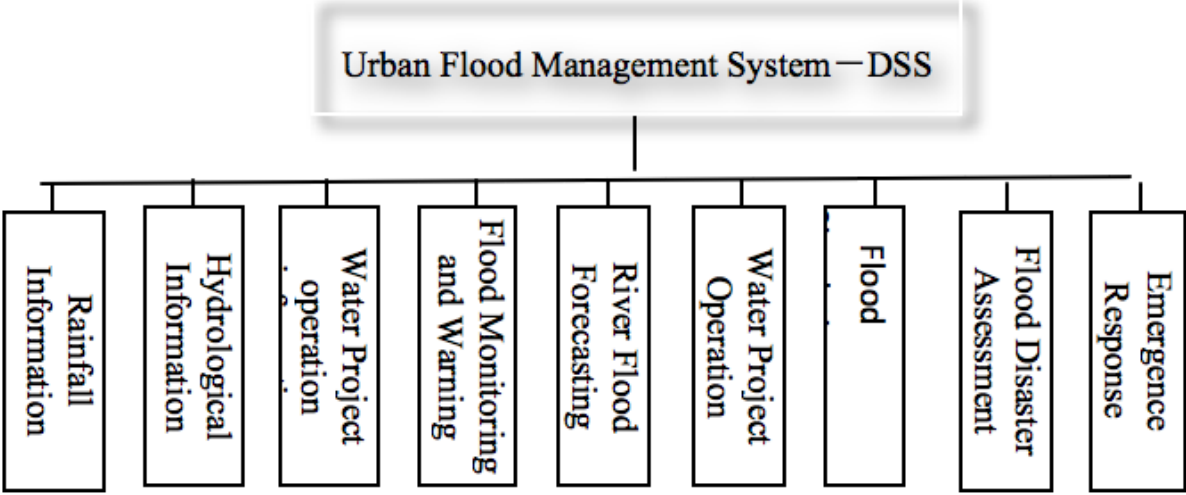 Urban Flood Management System—DSS
Rainfall
Information
Hydrological
Information
Water Project
operation
Flood Monitoring
and Warning
River Flood
Forecasting
Water Project
Operation
Flood
Flood Disaster
Assessment
Emergence
Response